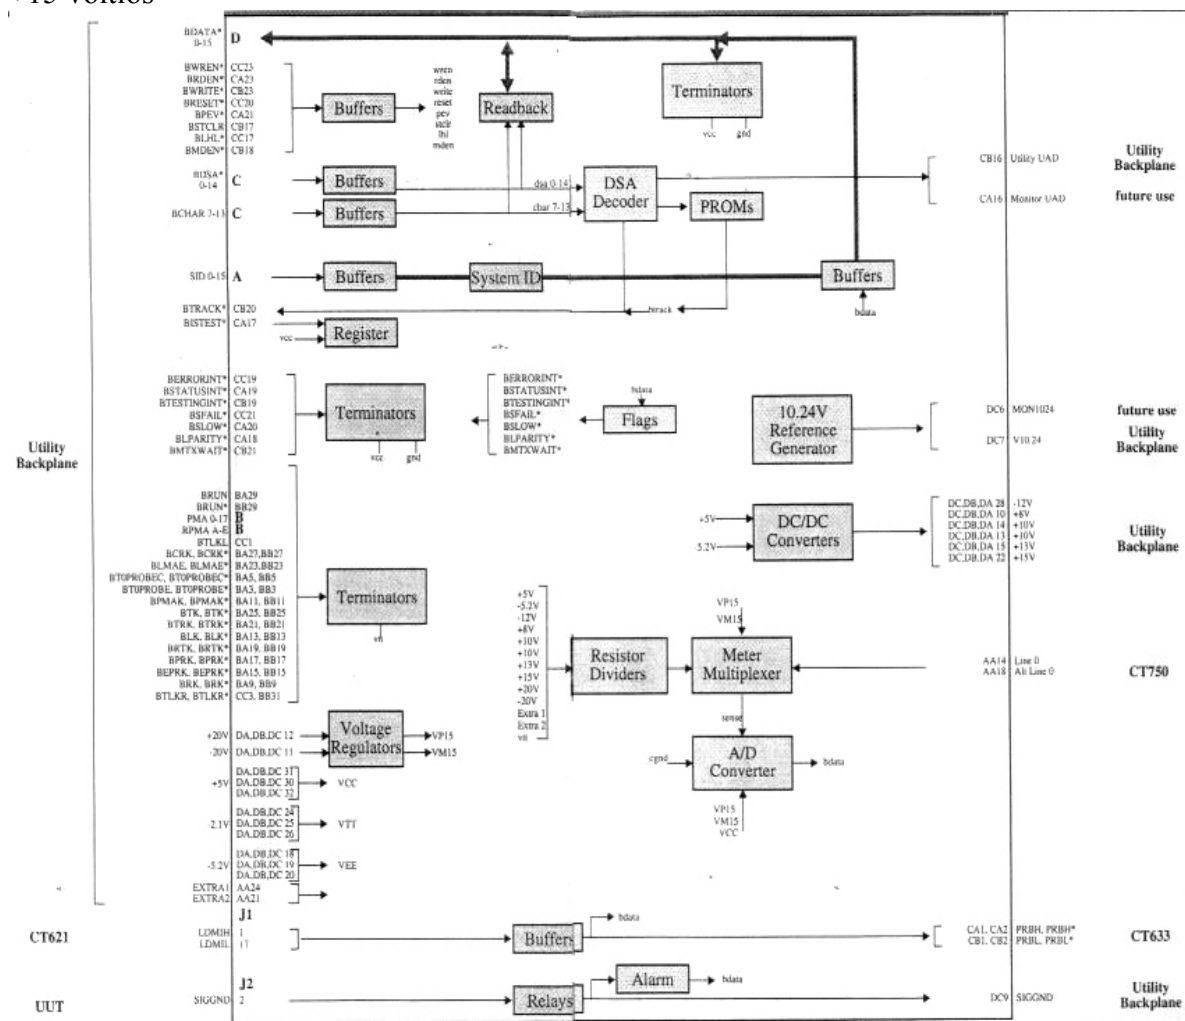 15 Voltios
BDATA* 0-15 D
BWREN* CC23
BRDEN* CA23
BWRITE* CB23
BRESET* CC20
BPEV* CA21
BSTCLR CB17
BLHL* CC17
BMDEN* CB18
Buffers
wren
rden
write
reset
pev
stclr
lhl
mden
Readback
Terminators
vcc gnd
BDSA* 0-14 C
Buffers
dsa 0-14
BCHAR 7-13 C
Buffers
char 7-13
DSA Decoder
PROMs
CB16 Utility UAD
Utility Backplane
CA16 Monitor UAD
future use
SID 0-15 A
Buffers
System ID
Buffers
bdata
BTRACK* CB20
btrack
BISTEST* CA17
vcc
Register
BERRORINT* CC19
BSTATUSINT* CA19
BTESTINGINT* CB19
BSFAIL* CC21
BSLOW* CA20
BLPARITY* CA18
BMTXWAIT* CB21
Terminators
vcc gnd
BERRORINT*
BSTATUSINT*
BTESTINGINT*
BSFAIL*
BSLOW*
BLPARITY*
BMTXWAIT*
bdata
Flags
10.24V
Reference
Generator
DC6 MON1024
future use
DC7 V10.24
Utility
Backplane
Utility
Backplane
BRUN BA29
BRUN* BB29
PMA 0-17 B
RPMA A-E B
BTLKL CC1
BCRK, BCRK* BA27,BB27
BLMAE, BLMAE* BA23,BB23
BT0PROBEC, BT0PROBEC* BA5, BB5
BT0PROBE, BT0PROBE* BA3, BB3
BPMAK, BPMAK* BA11, BB11
BTK, BTK* BA25, BB25
BTRK, BTRK* BA21, BB21
BLK, BLK* BA13, BB13
BRTK, BRTK* BA19, BB19
BPRK, BPRK* BA17, BB17
BEPRK, BEPRK* BA15, BB15
BRK, BRK* BA9, BB9
BTLKR, BTLKR* CC3, BB31
Terminators
vtt
+5V
5.2V
DC/DC
Converters
DC,DB,DA 28 -12V
DC,DB,DA 10 +8V
DC,DB,DA 14 +10V
DC,DB,DA 13 +10V
DC,DB,DA 15 +13V
DC,DB,DA 22 +15V
Utility
Backplane
+5V
-5.2V
-12V
+8V
+10V
+10V
+13V
+15V
+20V
-20V
Extra 1
Extra 2
vtt
Resistor
Dividers
VP15
VM15
Meter
Multiplexer
AA14 Line 0
AA18 Alt Line 0
CT750
sense
cgnd
A/D
Converter
bdata
VP15
VM15
VCC
+20V DA,DB,DC 12
-20V DA,DB,DC 11
Voltage
Regulators
VP15
VM15
DA,DB,DC 31
+5V DA,DB,DC 30 VCC
DA,DB,DC 32
DA,DB,DC 24
-2.1V DA,DB,DC 25 VTT
DA,DB,DC 26
DA,DB,DC 18
-5.2V DA,DB,DC 19 VEE
DA,DB,DC 20
EXTRA1 AA24
EXTRA2 AA21
J1
CT621
LDMIH 1
LDMIL 17
Buffers
bdata
CA1, CA2 PRBH, PRBH*
CB1, CB2 PRBL, PRBL*
CT633
J2
UUT
SIGGND 2
Relays
Alarm
bdata
DC9 SIGGND
Utility
Backplane